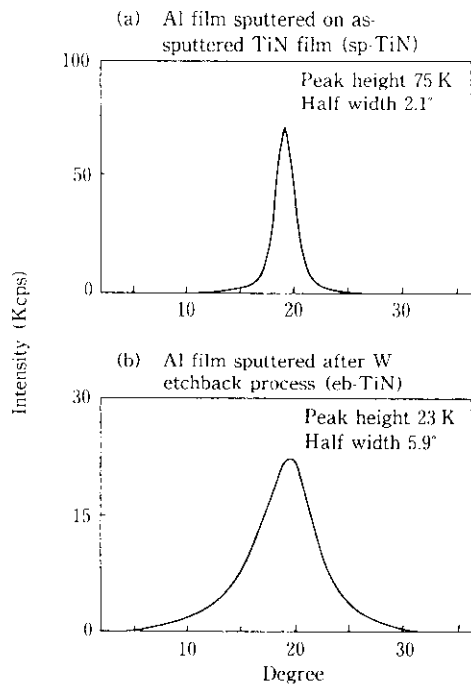 (a) Al film sputtered on as-
sputtered TiN film (sp-TiN)
100
50
0
Peak height 75 K
Half width 2.1°
10
20
30
Intensity (Kcps)
(b) Al film sputtered after W
etchback process (eb-TiN)
30
15
0
Peak height 23 K
Half width 5.9°
10
20
30
Degree